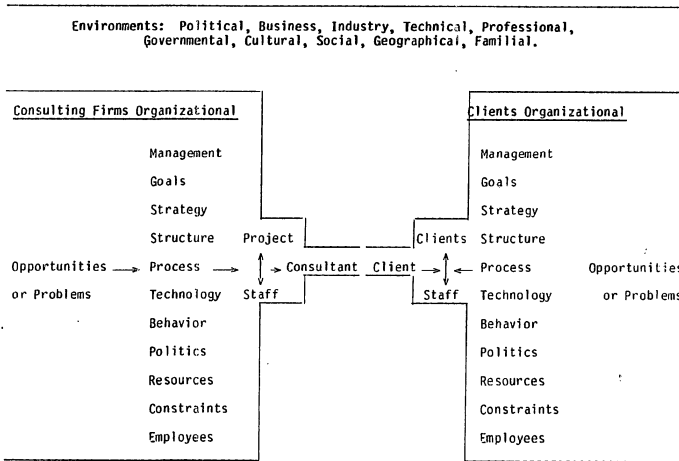 Environments: Political, Business, Industry, Technical, Professional,
Governmental, Cultural, Social, Geographical, Familial.
Consulting Firms Organizational
Clients Organizational
Management
Management
Goals
Goals
Strategy
Strategy
Structure Project
Clients Structure
Opportunities → Process → ↕ → Consultant Client → ↕ ← Process Opportunities
or Problems Technology Staff
Staff Technology or Problems
Behavior
Behavior
Politics
Politics
Resources
Resources
Constraints
Constraints
Employees
Employees